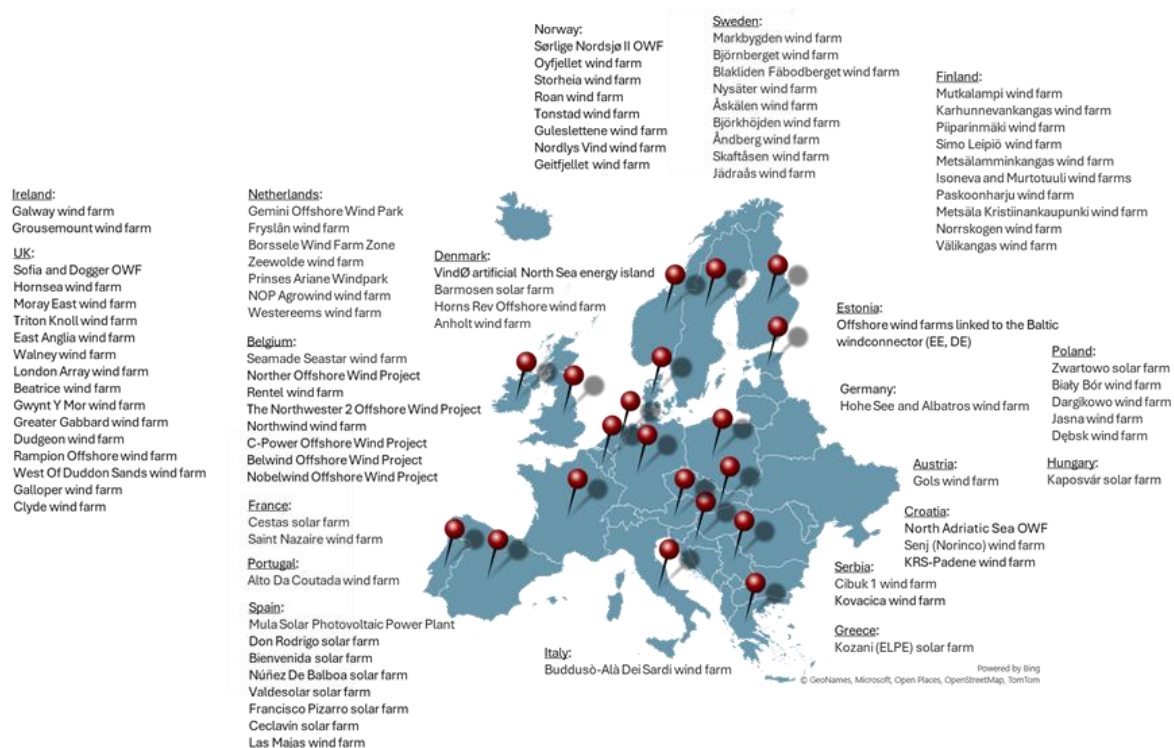 Norway:
Sørlige Nordsjø II OWF
Oyfjellet wind farm
Storheia wind farm
Roan wind farm
Tonstad wind farm
Guleslettene wind farm
Nordlys Vind wind farm
Geitfjellet wind farm
Sweden:
Markbygden wind farm
Björnberget wind farm
Blakliden Fäbodberget wind farm
Nysäter wind farm
Åskälen wind farm
Björkhöjden wind farm
Åndberg wind farm
Skaftåsen wind farm
Jädraås wind farm
Finland:
Mutkalampi wind farm
Karhunnevankangas wind farm
Piiparinmäki wind farm
Simo Leipiö wind farm
Metsälamminkangas wind farm
Isoneva and Murtotuuli wind farms
Paskoonharju wind farm
Metsäla Kristiinankaupunki wind farm
Norrskogen wind farm
Välikangas wind farm
Ireland:
Galway wind farm
Grousemount wind farm
UK:
Sofia and Dogger OWF
Hornsea wind farm
Moray East wind farm
Triton Knoll wind farm
East Anglia wind farm
Walney wind farm
London Array wind farm
Beatrice wind farm
Gwynt Y Mor wind farm
Greater Gabbard wind farm
Dudgeon wind farm
Rampion Offshore wind farm
West Of Duddon Sands wind farm
Galloper wind farm
Clyde wind farm
Netherlands:
Gemini Offshore Wind Park
Fryslân wind farm
Borssele Wind Farm Zone
Zeewolde wind farm
Prinses Ariane Windpark
NOP Agrowind wind farm
Westereems wind farm
Belgium:
Seamade Seastar wind farm
Norther Offshore Wind Project
Rentel wind farm
The Northwester 2 Offshore Wind Project
Northwind wind farm
C-Power Offshore Wind Project
Belwind Offshore Wind Project
Nobelwind Offshore Wind Project
France:
Cestas solar farm
Saint Nazaire wind farm
Portugal:
Alto Da Coutada wind farm
Spain:
Mula Solar Photovoltaic Power Plant
Don Rodrigo solar farm
Bienvenida solar farm
Núñez De Balboa solar farm
Valdesolar solar farm
Francisco Pizarro solar farm
Ceclavín solar farm
Las Majas wind farm
Denmark:
VindØ artificial North Sea energy island
Barmosen solar farm
Horns Rev Offshore wind farm
Anholt wind farm
Estonia:
Offshore wind farms linked to the Baltic
windconnector (EE, DE)
Germany:
Hohe See and Albatros wind farm
Poland:
Zwartowo solar farm
Biały Bór wind farm
Dargikowo wind farm
Jasna wind farm
Dębsk wind farm
Austria:
Gols wind farm
Hungary:
Kaposvár solar farm
Croatia:
North Adriatic Sea OWF
Senj (Norinco) wind farm
KRS-Padene wind farm
Serbia:
Cibuk 1 wind farm
Kovacica wind farm
Greece:
Kozani (ELPE) solar farm
Italy:
Buddusò-Alà Dei Sardi wind farm
Powered by Bing
© GeoNames, Microsoft, Open Places, OpenStreetMap, TomTom